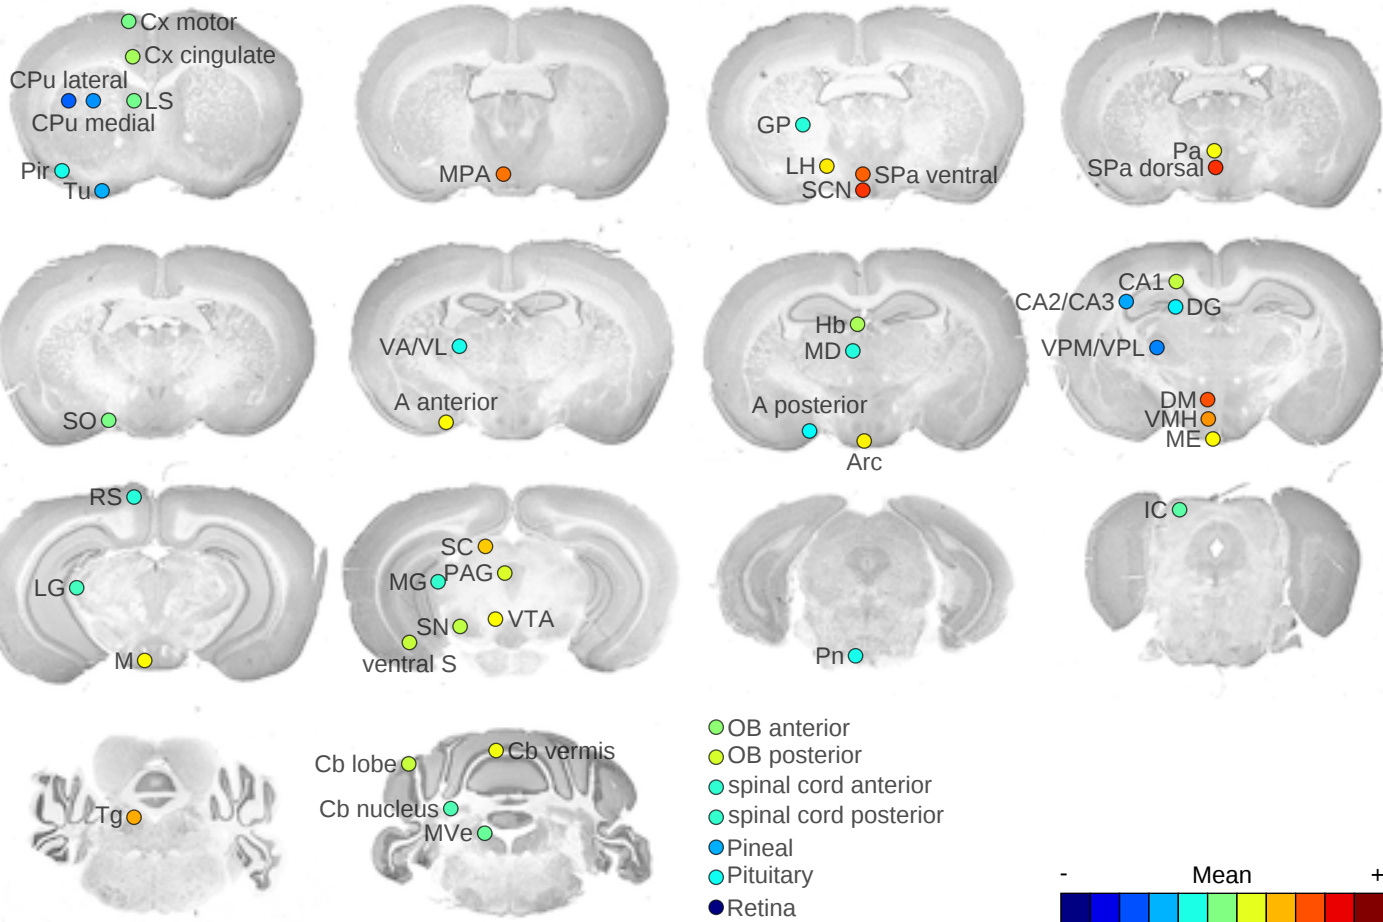 Cx motor
Cx cingulate
CPu lateral
LS
CPu medial
Pir
Tu
MPA
GP
LH
SPa ventral
SCN
Pa
SPa dorsal
SO
VA/VL
A anterior
Hb
MD
A posterior
Arc
CA1
CA2/CA3
DG
VPM/VPL
DM
VMH
ME
RS
LG
M
SC
PAG
MG
SN
VTA
ventral S
Pn
IC
Tg
Cb lobe
Cb vermis
Cb nucleus
MVe
OB anterior
OB posterior
spinal cord anterior
spinal cord posterior
Pineal
Pituitary
Retina
- Mean +